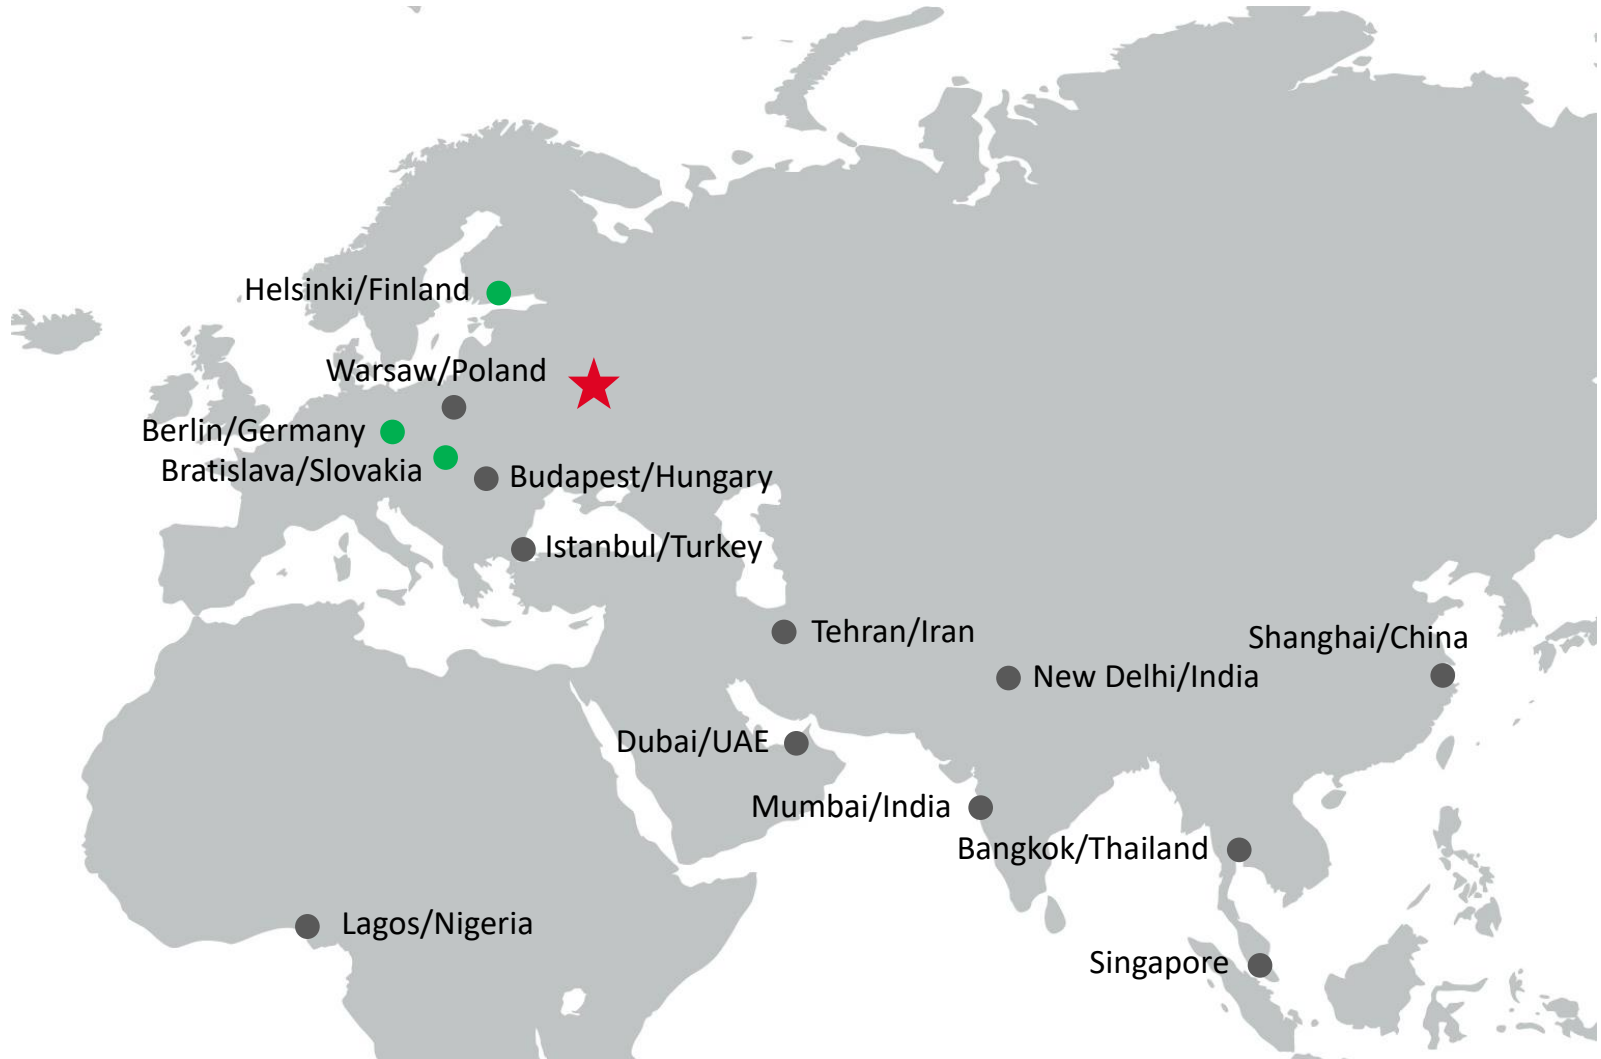 Helsinki/Finland
Warsaw/Poland
Berlin/Germany
Bratislava/Slovakia
Budapest/Hungary
Istanbul/Turkey
Tehran/Iran
Shanghai/China
New Delhi/India
Dubai/UAE
Mumbai/India
Bangkok/Thailand
Lagos/Nigeria
Singapore